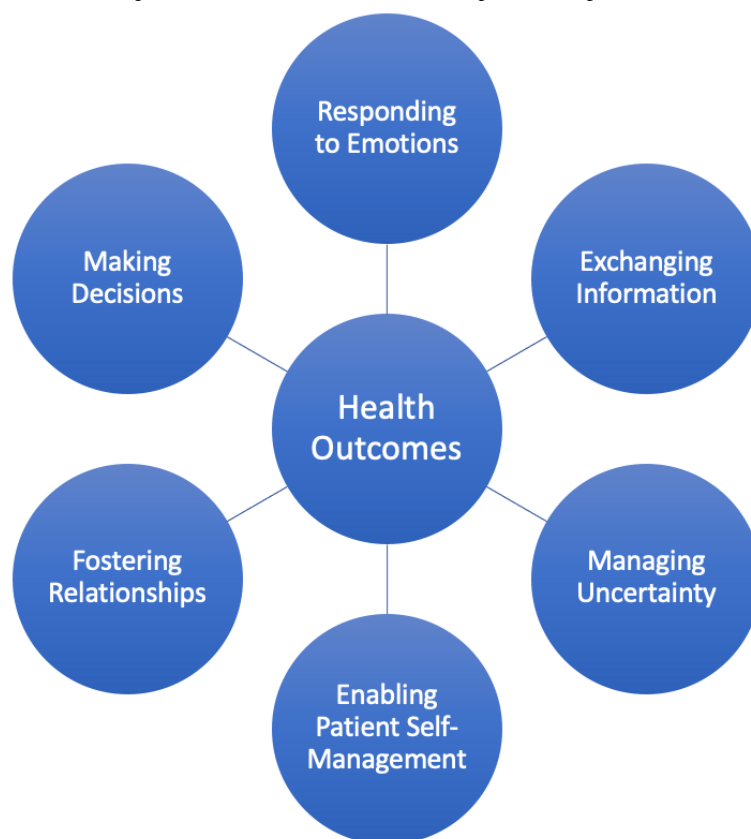 Responding
to Emotions
Making
Decisions
Exchanging
Information
Health
Outcomes
Fostering
Relationships
Managing
Uncertainty
Enabling
Patient Self-
Management